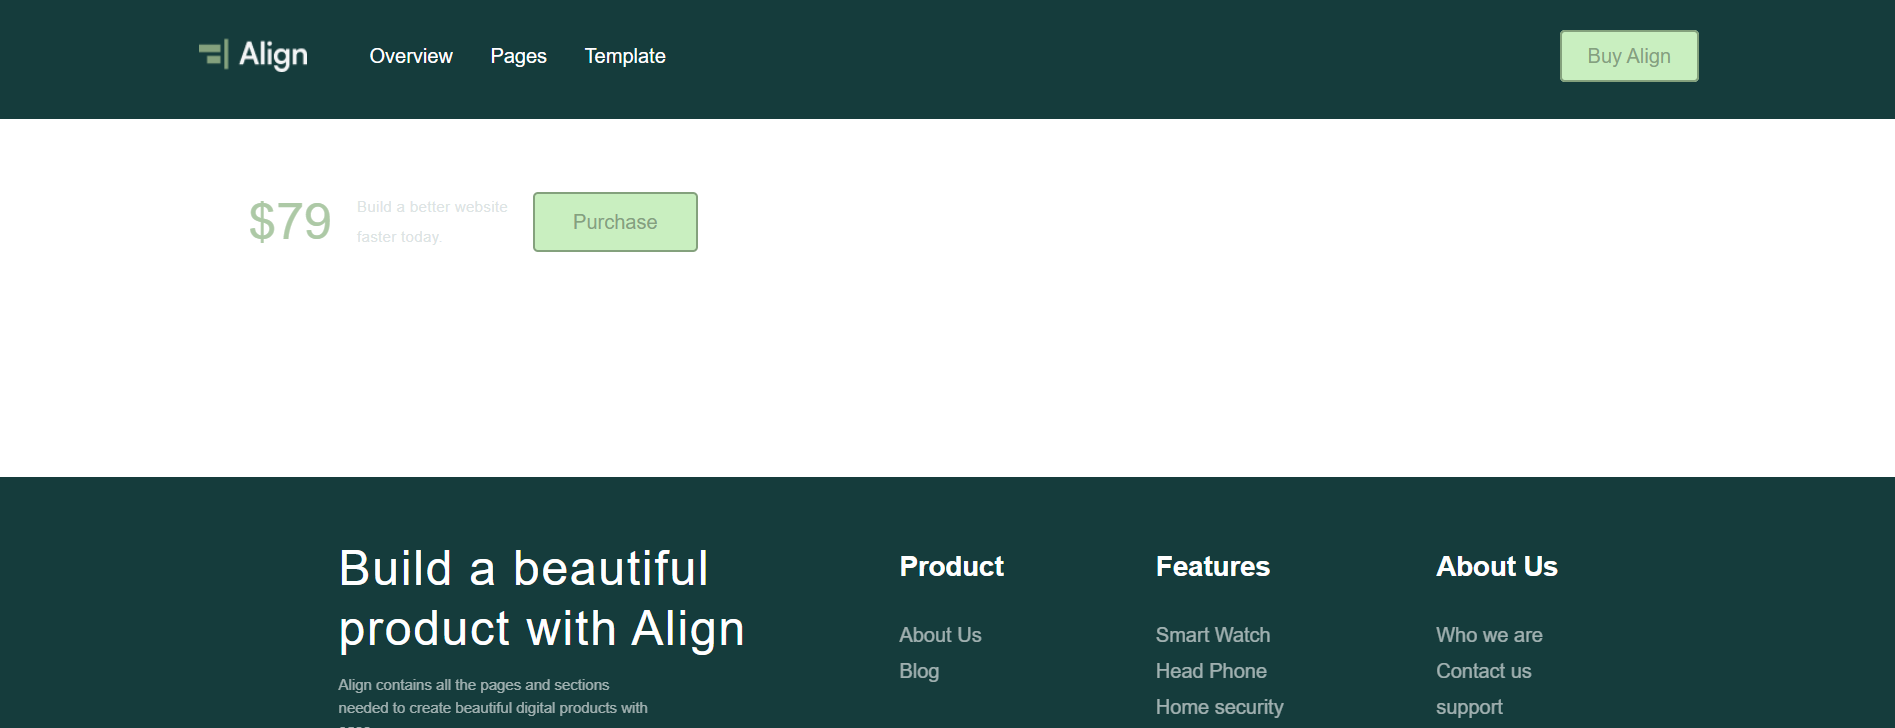 Align
Overview
Pages
Template
Buy Align
$79
Build a better website
faster today.
Purchase
Build a beautiful
product with Align
Align contains all the pages and sections
needed to create beautiful digital products with
Product
About Us
Blog
Features
Smart Watch
Head Phone
Home security
About Us
Who we are
Contact us
support